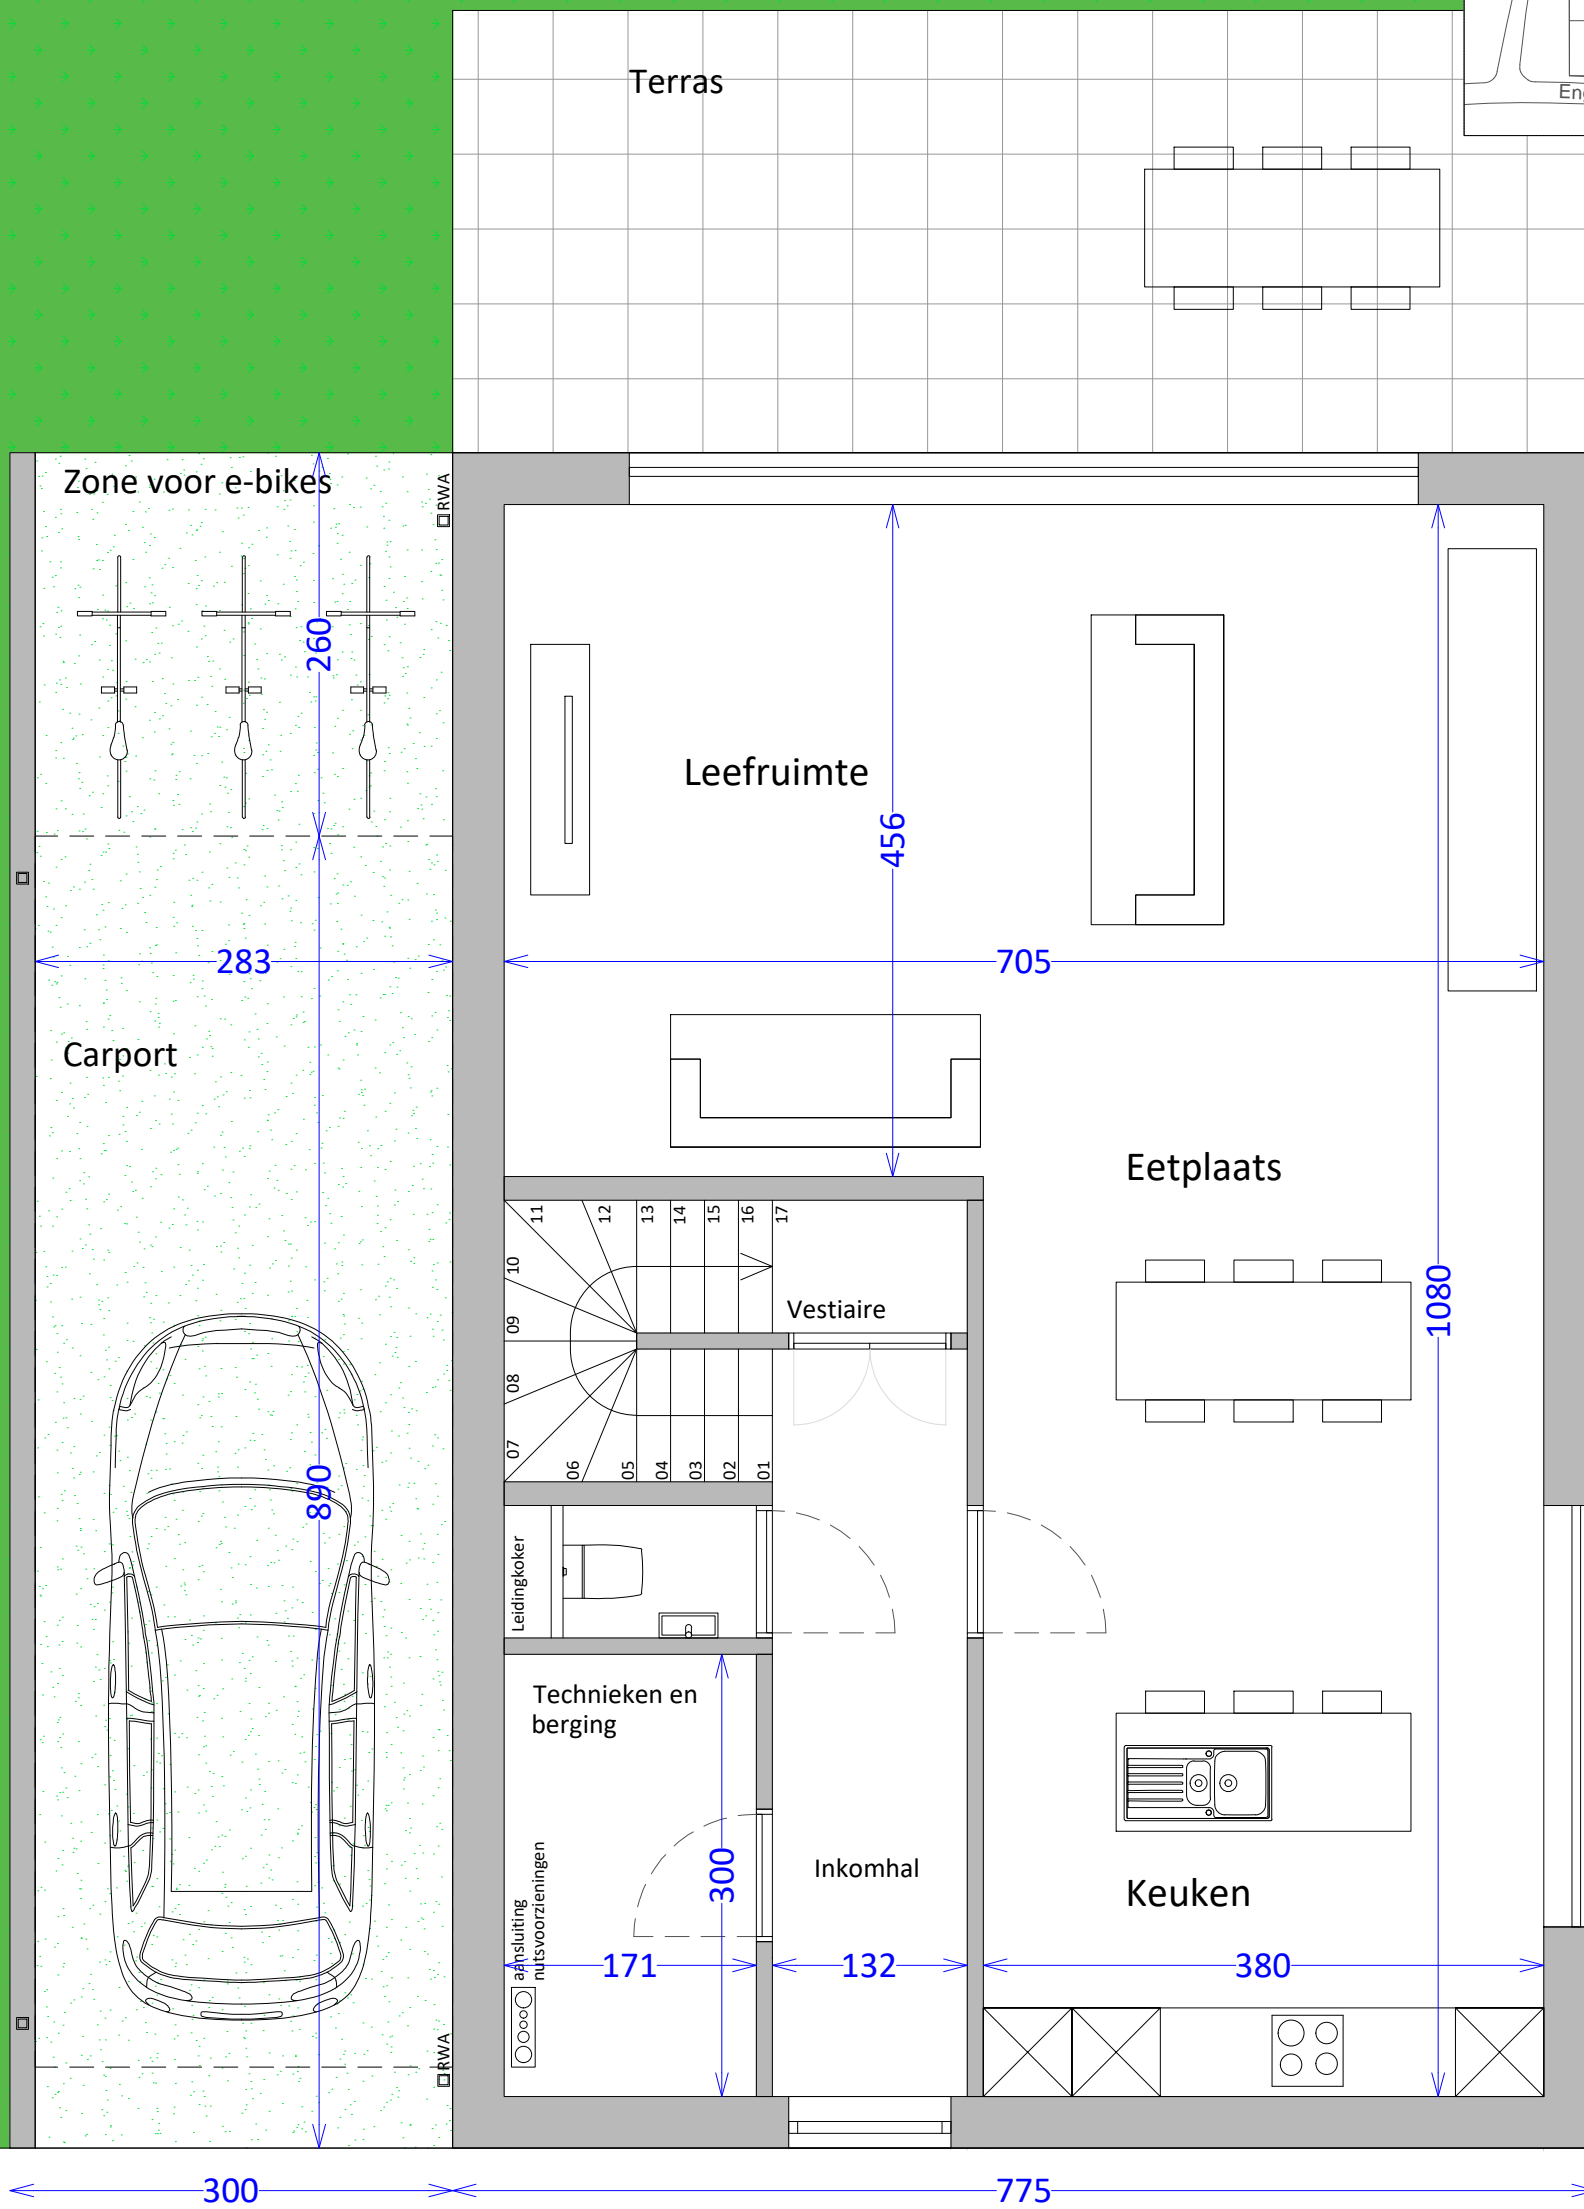 Terras
Zone voor e-bikes
RWA
260
Leefruimte
456
283
705
Carport
Eetplaats
11
12
13
14
15
16
17
10
09
08
07
06
05
04
03
02
01
Vestiaire
1080
890
Leidingkoker
Technieken en
berging
aansluiting
nutsvoorzieningen
300
Inkomhal
Keuken
171
132
380
RWA
300
775